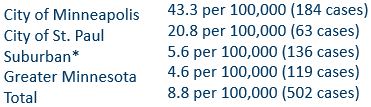 City of Minneapolis 43.3 per 100,000 (184 cases)
City of St. Paul 20.8 per 100,000 (63 cases)
Suburban* 5.6 per 100,000 (136 cases)
Greater Minnesota 4.6 per 100,000 (119 cases)
Total 8.8 per 100,000 (502 cases)